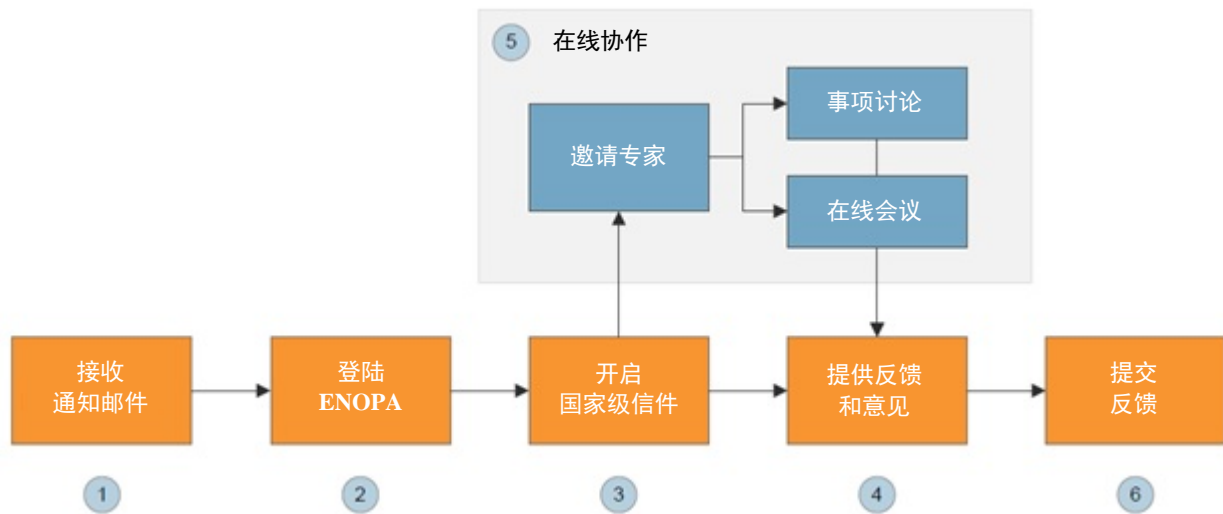 5 在线协作
事项讨论
邀请专家
在线会议
接收
通知邮件
登陆
ENOPA
开启
国家级信件
提供反馈
和意见
提交
反馈
1
2
3
4
6